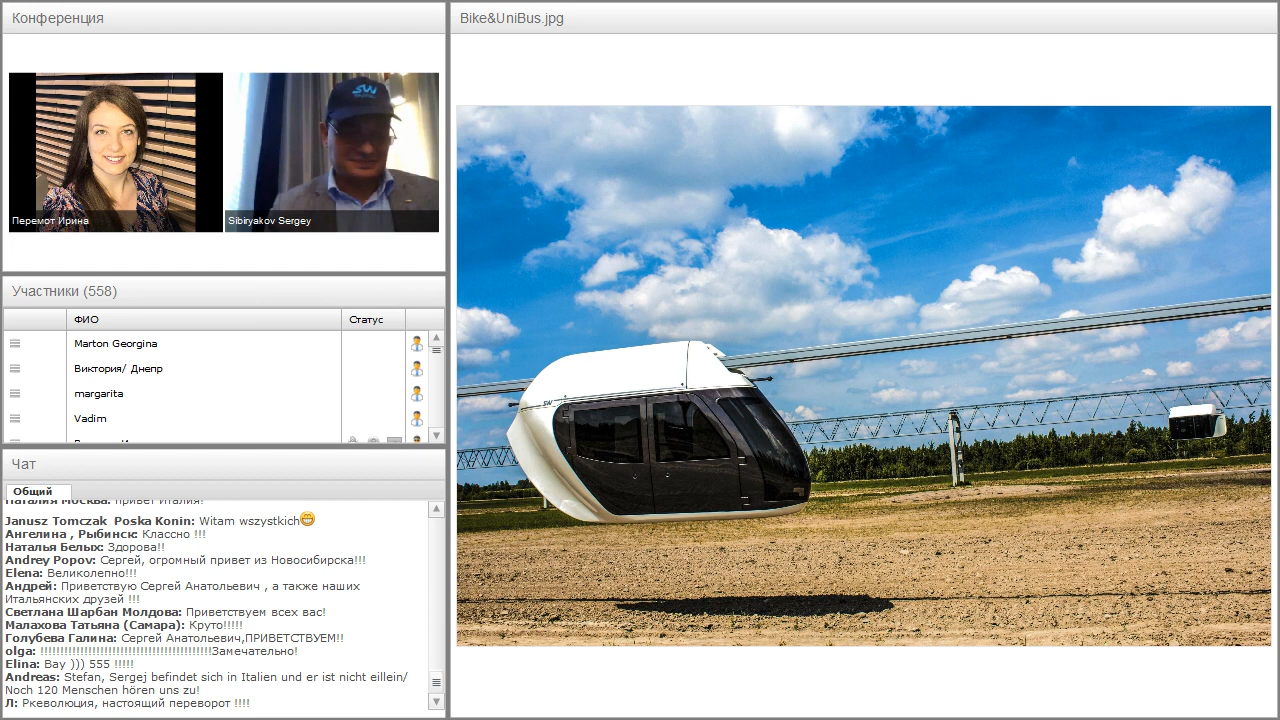 Конференция
Bike&UniBus.jpg
SW
Перемот Ирина
Sibiryakov Sergey
Участники (558)
ФИО
Статус
Marton Georgina
Виктория/ Днепр
margarita
Vadim
Чат
Общий
Наталия Москва: привет Италия!
Janusz Tomczak Poska Konin: Witam wszystkich
Ангелина , Рыбинск: Классно !!!
Наталья Белых: Здорова!!
Andrey Popov: Сергей, огромный привет из Новосибирска!!!
Elena: Великолепно!!!
Андрей: Приветствую Сергей Анатольевич , а также наших
Итальянских друзей !!!
Светлана Шарбан Молдова: Приветствуем всех вас!
Малахова Татьяна (Самара): Круто!!!!!
Голубева Галина: Сергей Анатольевич,ПРИВЕТСТВУЕМ!!
olga: !!!!!!!!!!!!!!!!!!!!!!!!!!!!!!!!!!!!!!!!!!!Замечательно!
Elina: Вау ))) 555 !!!!!
Andreas: Stefan, Sergej befindet sich in Italien und er ist nicht eillein/
Noch 120 Menschen hören uns zu!
Л: Ркеволюция, настоящий переворот !!!!